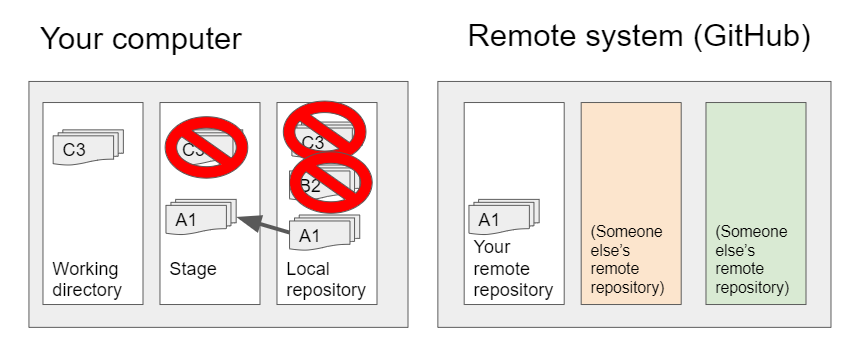 Your computer
Remote system (GitHub)
C3
C3
C3
B2
A1
A1
A1
Working
directory
Stage
Local
repository
Your
remote
repository
(Someone
else's
remote
repository)
(Someone
else's
remote
repository)